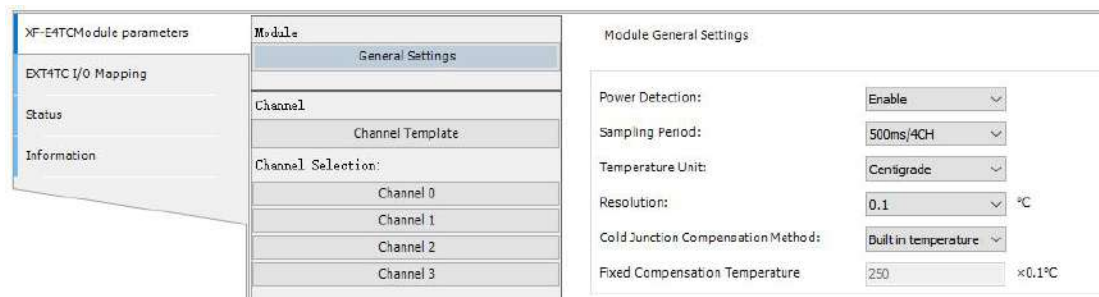 XF-E4TCModule parameters
EXT4TC I/O Mapping
Status
Information
Module
General Settings
Channel
Channel Template
Channel Selection:
Channel 0
Channel 1
Channel 2
Channel 3
Module General Settings
Power Detection: Enable
Sampling Period: 500ms/4CH
Temperature Unit: Centigrade
Resolution: 0.1 °C
Cold Junction Compensation Method: Built in temperature
Fixed Compensation Temperature 250 ×0.1°C